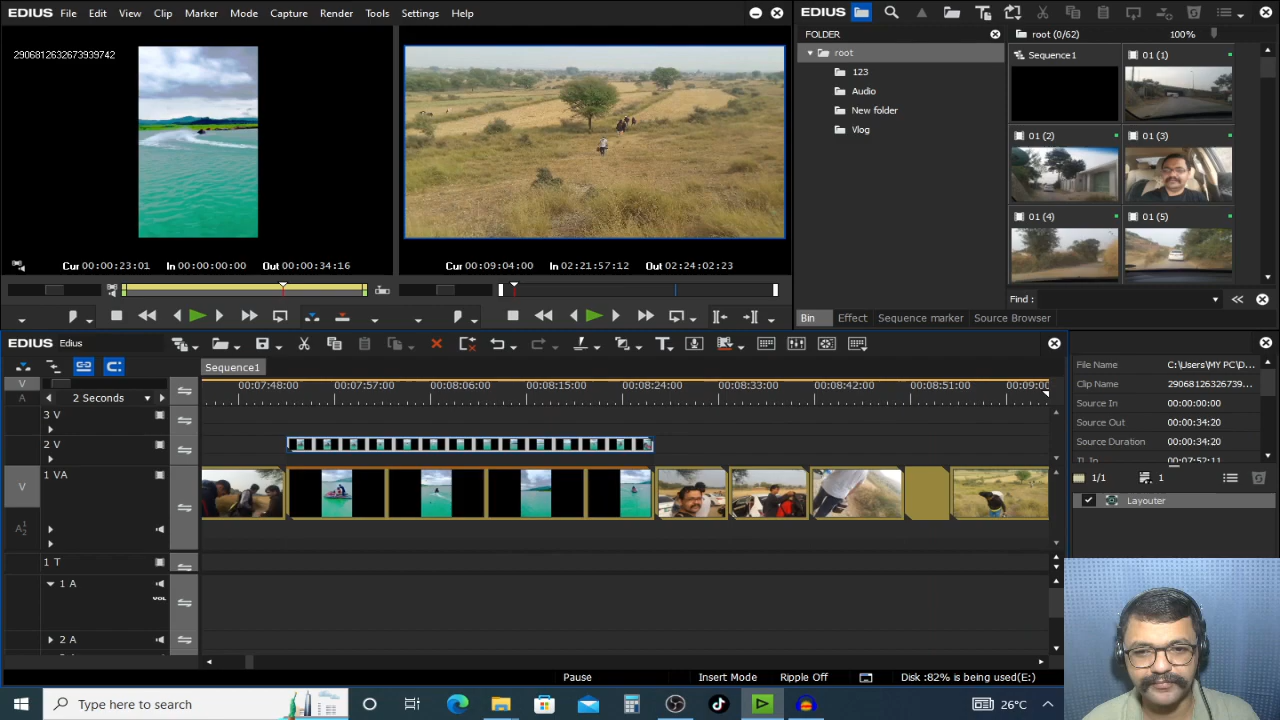 EDIUS File Edit View Clip Marker Mode Capture Render Tools Settings Help
2906812632673939742
Cur 00:00:23:01 In 00:00:00:00 Out 00:00:34:16
Cur 00:09:04:00 In 02:21:57:12 Out 02:24:02:23
EDIUS
FOLDER
root (0/62) 100%
root
123
Audio
New folder
Vlog
Sequence1 01 (1)
01 (2) 01 (3)
01 (4) 01 (5)
Find :
Bin Effect Sequence marker Source Browser
EDIUS Edius
Sequence1
V
A
2 Seconds
00:07:48:00 00:07:57:00 00:08:06:00 00:08:15:00 00:08:24:00 00:08:33:00 00:08:42:00 00:08:51:00 00:09:00
3 V
2 V
1 VA
V
A1/2
1 T
1 A
VOL
2 A
File Name C:\Users\MY PC\D...
Clip Name 29068126326739...
Source In 00:00:00:00
Source Out 00:00:34:20
Source Duration 00:00:34:20
TL In 00:07:52:11
1/1 1
Layouter
Pause Insert Mode Ripple Off Disk :82% is being used(E:)
Type here to search
26°C